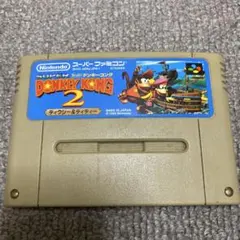 Nintendo スーパーファミコン
SUPER スーパードンキーコング
DONKEY KONG
2
ディクシー&ディディー